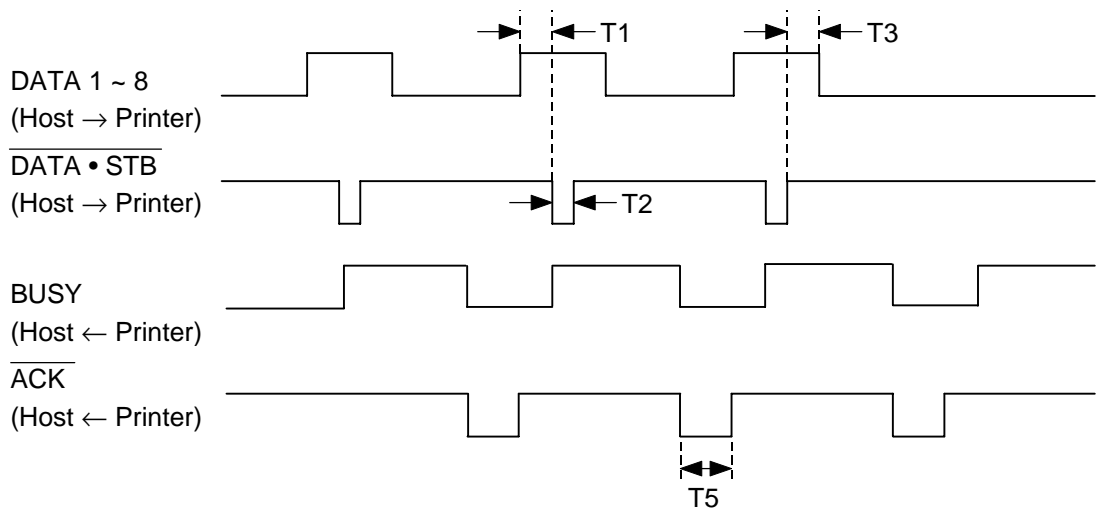 T1
T3
DATA 1 ~ 8
(Host → Printer)
DATA • STB
(Host → Printer)
T2
BUSY
(Host ← Printer)
ACK
(Host ← Printer)
T5